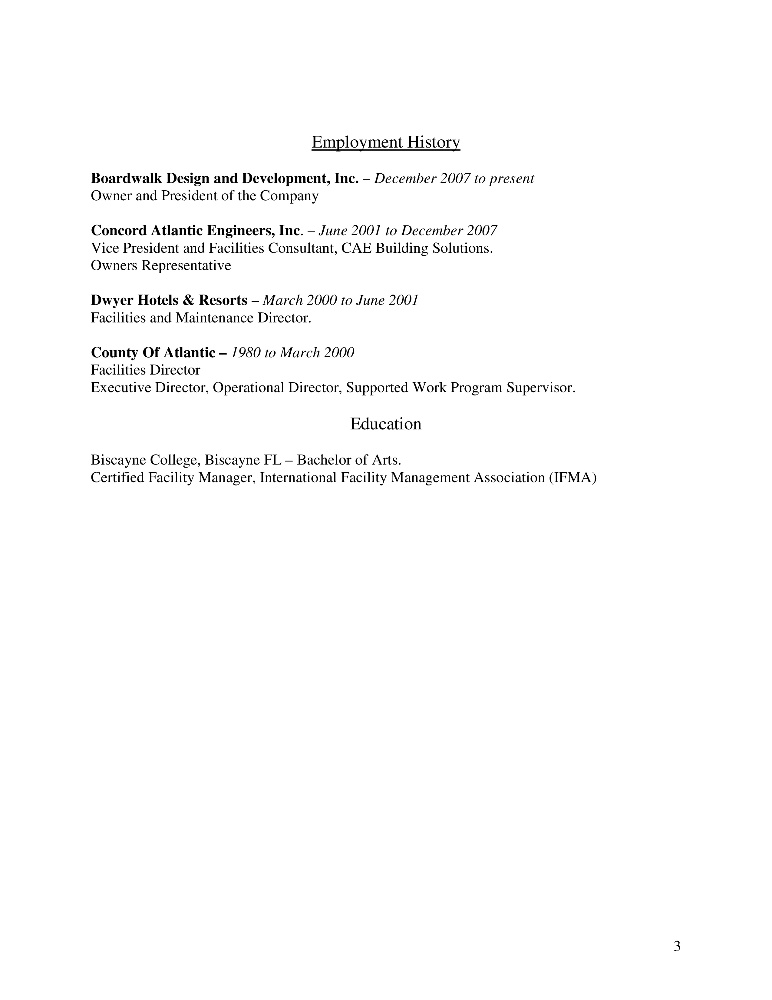 Employment History
Boardwalk Design and Development, Inc. – December 2007 to present
Owner and President of the Company
Concord Atlantic Engineers, Inc. – June 2001 to December 2007
Vice President and Facilities Consultant, CAE Building Solutions.
Owners Representative
Dwyer Hotels & Resorts – March 2000 to June 2001
Facilities and Maintenance Director.
County Of Atlantic – 1980 to March 2000
Facilities Director
Executive Director, Operational Director, Supported Work Program Supervisor.
Education
Biscayne College, Biscayne FL – Bachelor of Arts.
Certified Facility Manager, International Facility Management Association (IFMA)
3